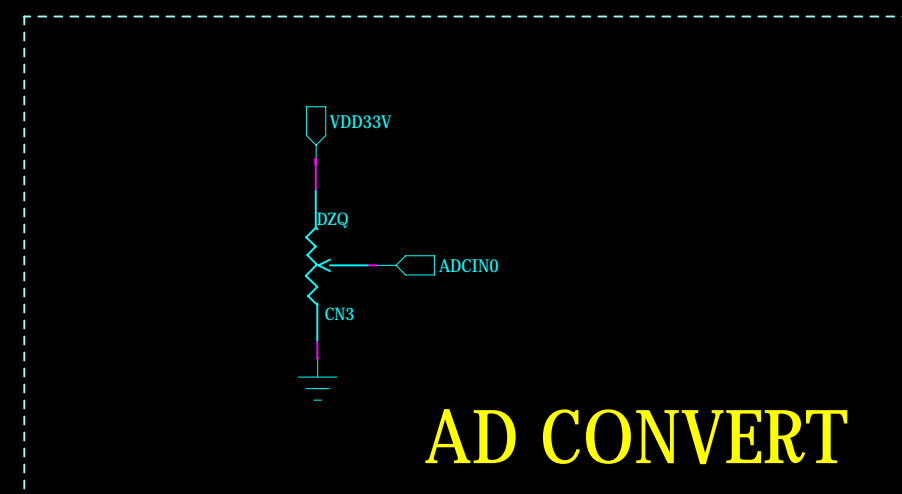 VDD33V
DZQ
ADCIN0
CN3
AD CONVERT